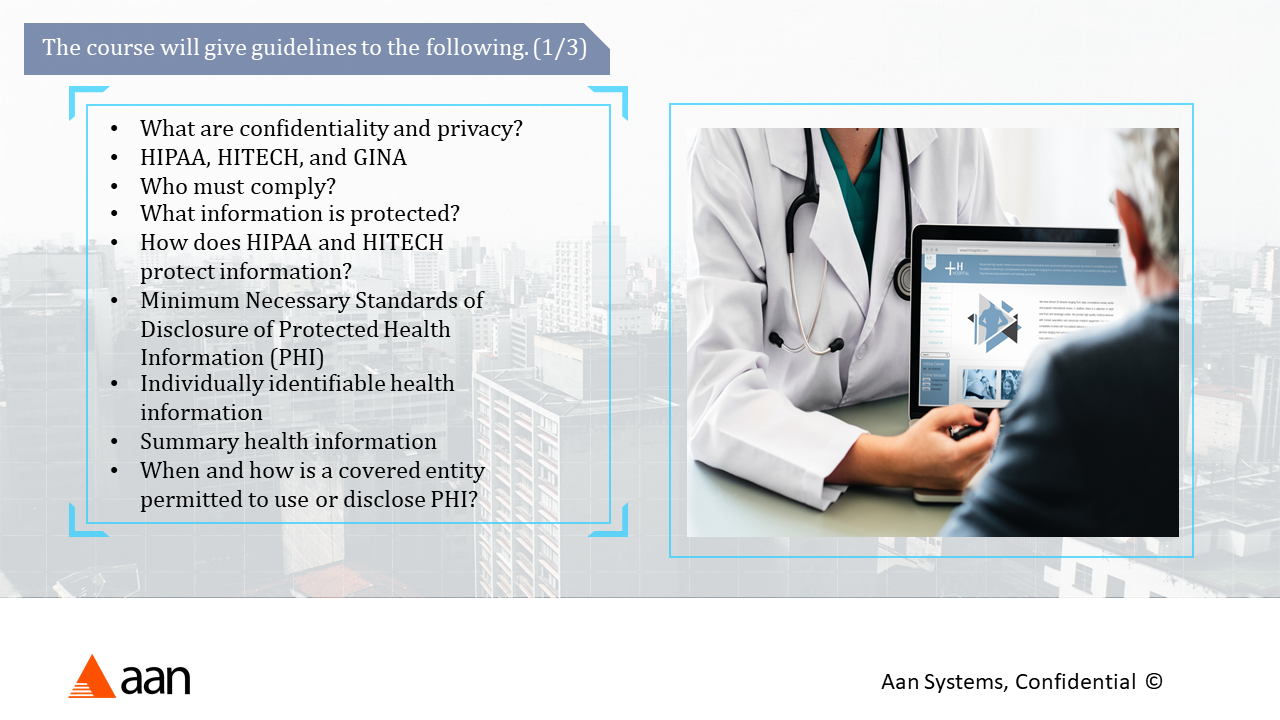 The course will give guidelines to the following. (1/3)
• What are confidentiality and privacy?
• HIPAA, HITECH, and GINA
• Who must comply?
• What information is protected?
• How does HIPAA and HITECH
protect information?
• Minimum Necessary Standards of
Disclosure of Protected Health
Information (PHI)
• Individually identifiable health
information
• Summary health information
• When and how is a covered entity
permitted to use or disclose PHI?
H
aan
Aan Systems, Confidential ©